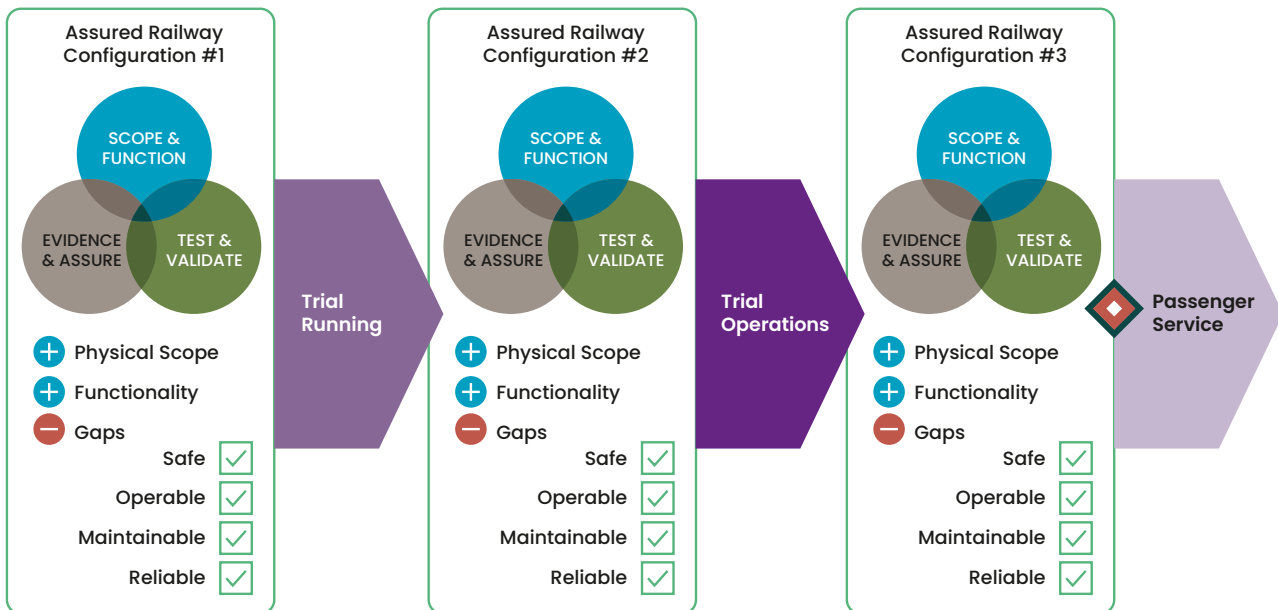 Assured Railway
Configuration #1
SCOPE &
FUNCTION
EVIDENCE
& ASSURE
TEST &
VALIDATE
Physical Scope
Functionality
Gaps
Safe
Operable
Maintainable
Reliable
Trial
Running
Assured Railway
Configuration #2
SCOPE &
FUNCTION
EVIDENCE
& ASSURE
TEST &
VALIDATE
Physical Scope
Functionality
Gaps
Safe
Operable
Maintainable
Reliable
Trial
Operations
Assured Railway
Configuration #3
SCOPE &
FUNCTION
EVIDENCE
& ASSURE
TEST &
VALIDATE
Physical Scope
Functionality
Gaps
Safe
Operable
Maintainable
Reliable
Passenger
Service